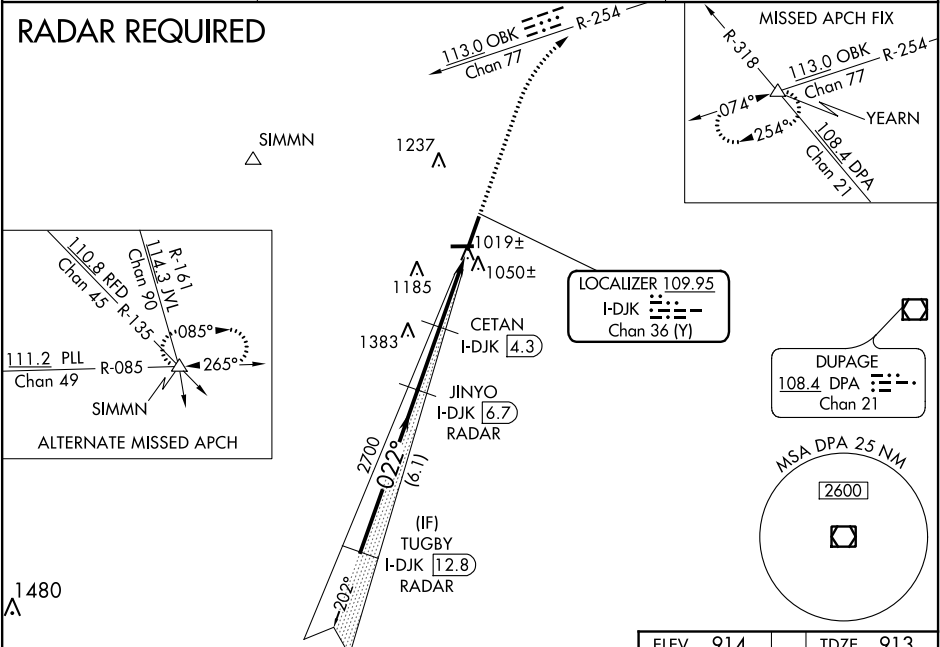 RADAR REQUIRED
113.0 OBK
Chan 77
R-254
MISSED APCH FIX
R-318
113.0 OBK
Chan 77
R-254
074°
254°
YEARN
108.4 DPA
Chan 21
SIMMN
1237
1019±
1050±
1185
1383
LOCALIZER 109.95
I-DJK
Chan 36 (Y)
CETAN
I-DJK 4.3
JINYO
I-DJK 6.7
RADAR
DUPAGE
108.4 DPA
Chan 21
110.8 RFD
Chan 45
R-135
R-161
114.3 JVL
Chan 90
085°
265°
111.2 PLL
Chan 49
R-085
SIMMN
ALTERNATE MISSED APCH
2700
022°
(6.1)
(IF)
TUGBY
I-DJK 12.8
RADAR
202°
MSA DPA 25 NM
2600
1480
ELEV 914
TDZE 913